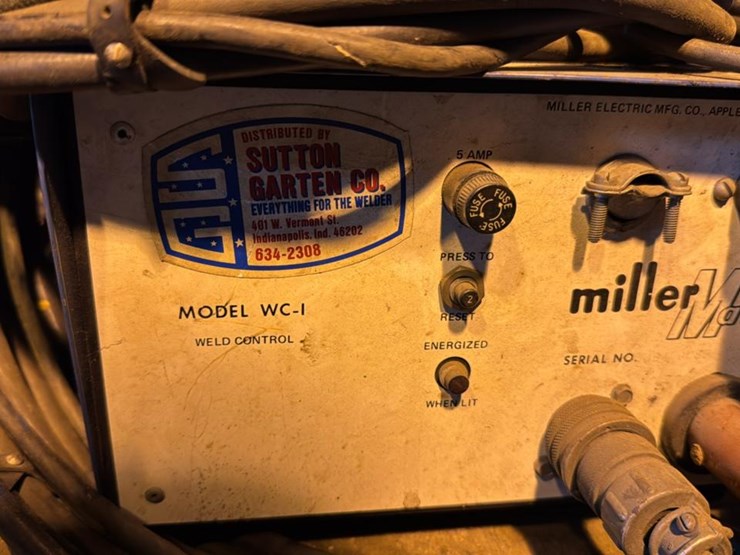 MILLER ELECTRIC MFG. CO., APPLE
DISTRIBUTED BY
SUTTON
GARTEN CO.
EVERYTHING FOR THE WELDER
401 W. Vermont St.
Indianapolis, Ind. 46202
634-2308
GS
5 AMP
FUSE FUSE FUSE
PRESS TO
2
RESET
miller
MODEL WC-1
WELD CONTROL
ENERGIZED
WHEN LIT
SERIAL NO.